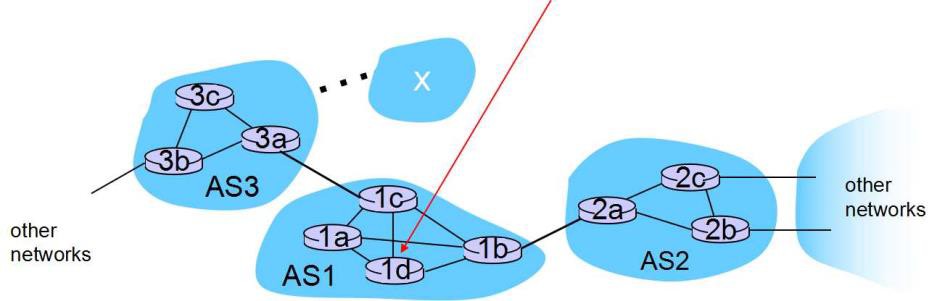 X
3c
3a
3b
AS3
other
networks
1c
1a
1b
1d
AS1
2c
2a
2b
AS2
other
networks